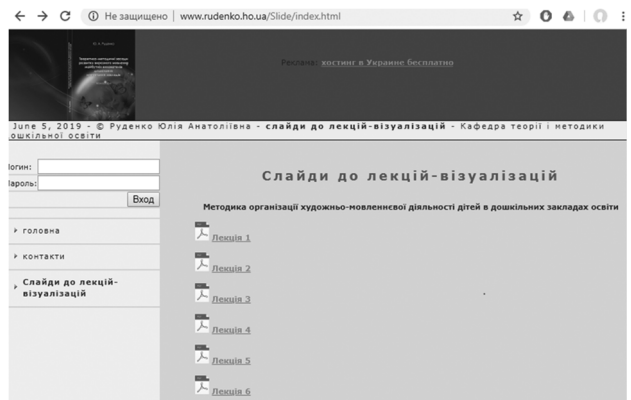 Не защищено
www.rudenko.ho.ua/Slide/index.html
Ю. А. Руденко
Реклама: хостинг в Украине бесплатно
June 5, 2019 - © Руденко Юлія Анатоліївна - слайди до лекцій-візуалізацій - Кафедра теорії і методики
ошкільної освіти
Логин:
Пароль:
Вход
головна
контакти
Слайди до лекцій-
візуалізацій
Слайди до лекцій-візуалізацій
Методика організації художньо-мовленнєвої діяльності дітей в дошкільних закладах освіти
Лекція 1
Лекція 2
Лекція 3
Лекція 4
Лекція 5
Лекція 6